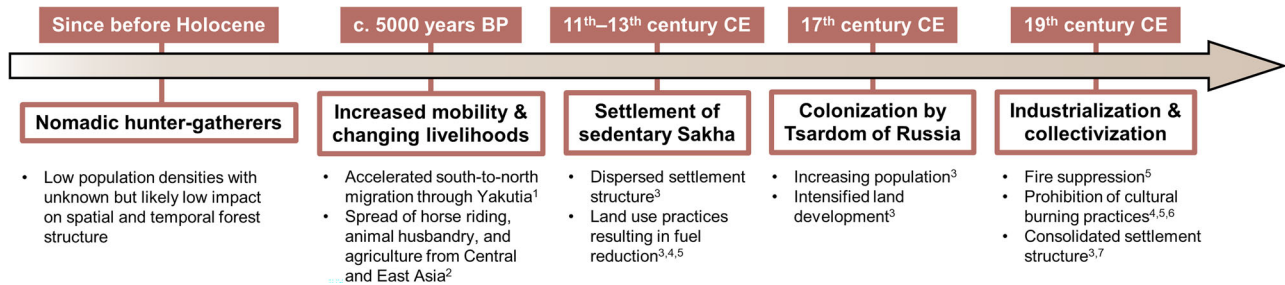 Since before Holocene
c. 5000 years BP
11th–13th century CE
17th century CE
19th century CE
Nomadic hunter-gatherers
Increased mobility &
changing livelihoods
Settlement of
sedentary Sakha
Colonization by
Tsardom of Russia
Industrialization &
collectivization
• Low population densities with
unknown but likely low impact
on spatial and temporal forest
structure
• Accelerated south-to-north
migration through Yakutia1
• Spread of horse riding,
animal husbandry, and
agriculture from Central
and East Asia2
• Dispersed settlement
structure3
• Land use practices
resulting in fuel
reduction3,4,5
• Increasing population3
• Intensified land
development3
• Fire suppression5
• Prohibition of cultural
burning practices4,5,6
• Consolidated settlement
structure3,7